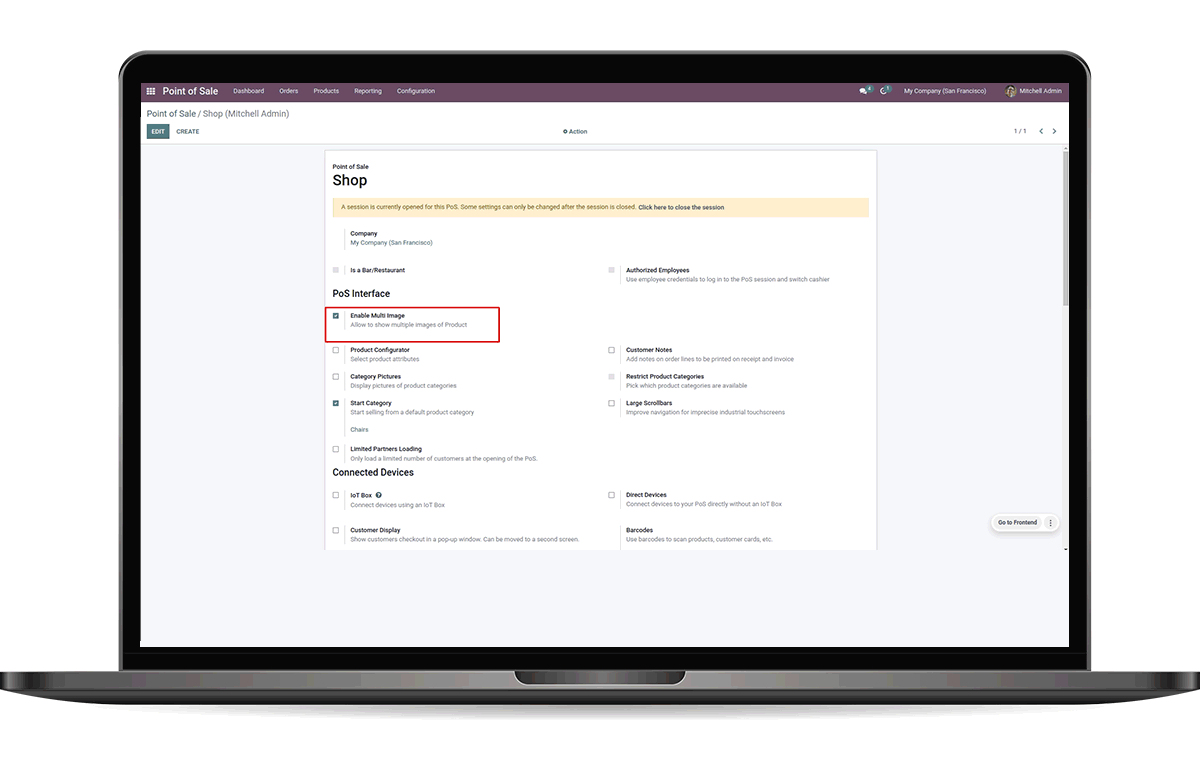 Point of Sale Dashboard Orders Products Reporting Configuration 4 1 My Company (San Francisco) Mitchell Admin
Point of Sale / Shop (Mitchell Admin)
EDIT CREATE Action 1 / 1
Point of Sale
Shop
A session is currently opened for this PoS. Some settings can only be changed after the session is closed. Click here to close the session
Company
My Company (San Francisco)
Is a Bar/Restaurant
Authorized Employees
Use employee credentials to log in to the PoS session and switch cashier
PoS Interface
Enable Multi Image
Allow to show multiple images of Product
Product Configurator
Select product attributes
Customer Notes
Add notes on order lines to be printed on receipt and invoice
Category Pictures
Display pictures of product categories
Restrict Product Categories
Pick which product categories are available
Start Category
Start selling from a default product category
Chairs
Large Scrollbars
Improve navigation for imprecise industrial touchscreens
Limited Partners Loading
Only load a limited number of customers at the opening of the PoS.
Connected Devices
IoT Box ?
Connect devices using an IoT Box
Direct Devices
Connect devices to your PoS directly without an IoT Box
Go to Frontend
Customer Display
Show customers checkout in a pop-up window. Can be moved to a second screen.
Barcodes
Use barcodes to scan products, customer cards, etc.